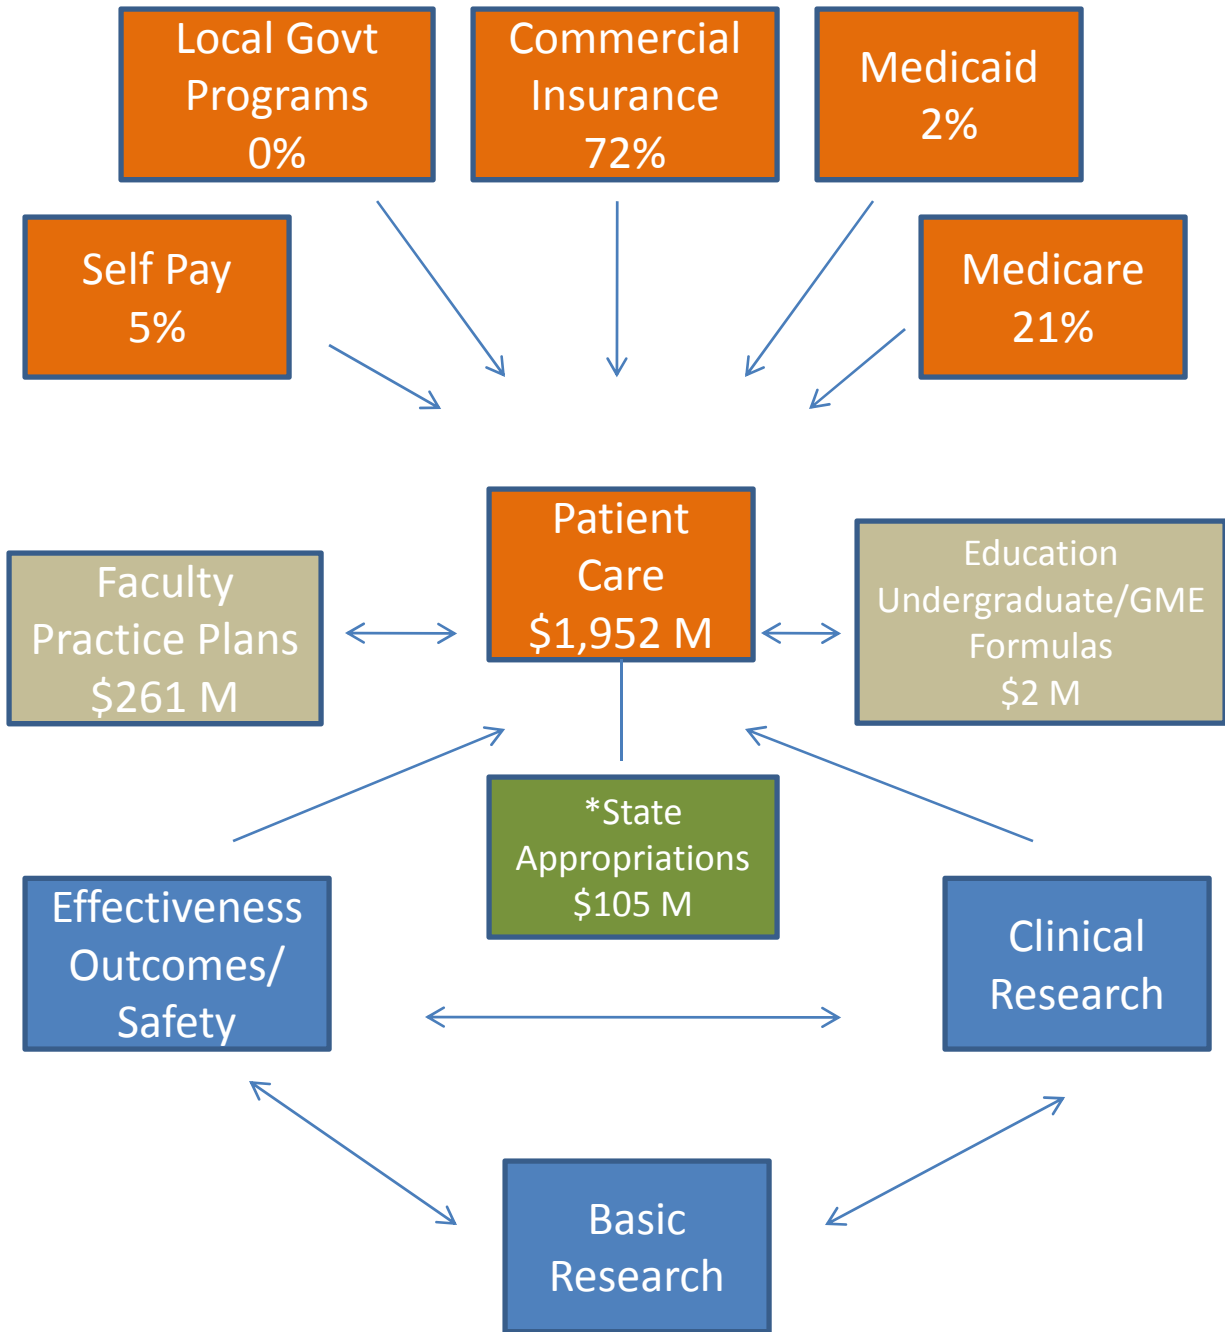 Local Govt
Programs
0%
Commercial
Insurance
72%
Medicaid
2%
Self Pay
5%
Medicare
21%
Patient
Care
$1,952 M
Faculty
Practice Plans
$261 M
Education
Undergraduate/GME
Formulas
$2 M
*State
Appropriations
$105 M
Effectiveness
Outcomes/
Safety
Clinical
Research
Basic
Research